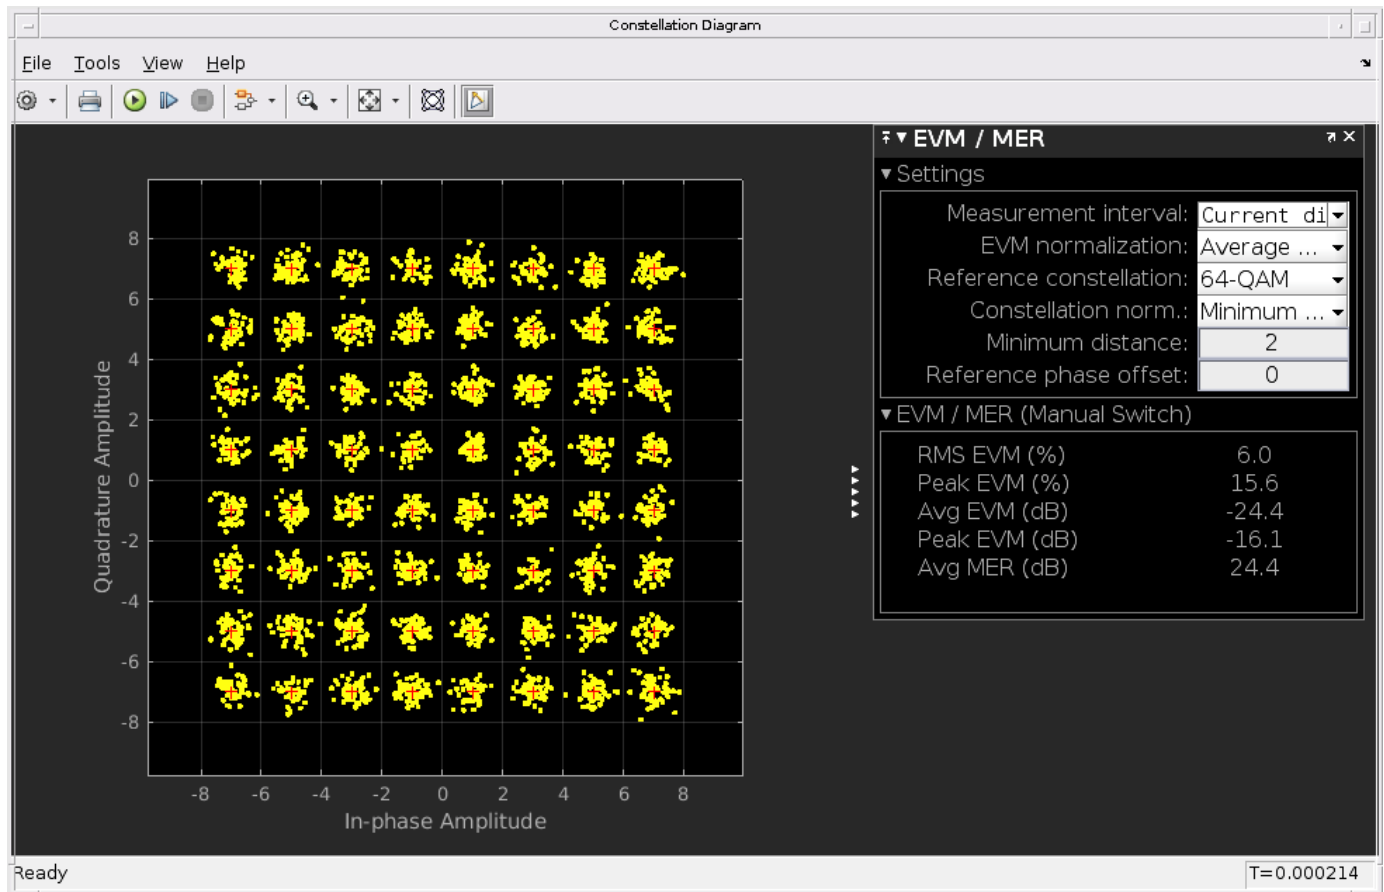 Constellation Diagram
File Tools View Help
EVM / MER
Settings
Measurement interval: Current di
EVM normalization: Average ...
Reference constellation: 64-QAM
Constellation norm.: Minimum ...
Minimum distance: 2
Reference phase offset: 0
EVM / MER (Manual Switch)
RMS EVM (%) 6.0
Peak EVM (%) 15.6
Avg EVM (dB) -24.4
Peak EVM (dB) -16.1
Avg MER (dB) 24.4
Quadrature Amplitude
8
6
4
2
0
-2
-4
-6
-8
-8 -6 -4 -2 0 2 4 6 8
In-phase Amplitude
Ready T=0.000214